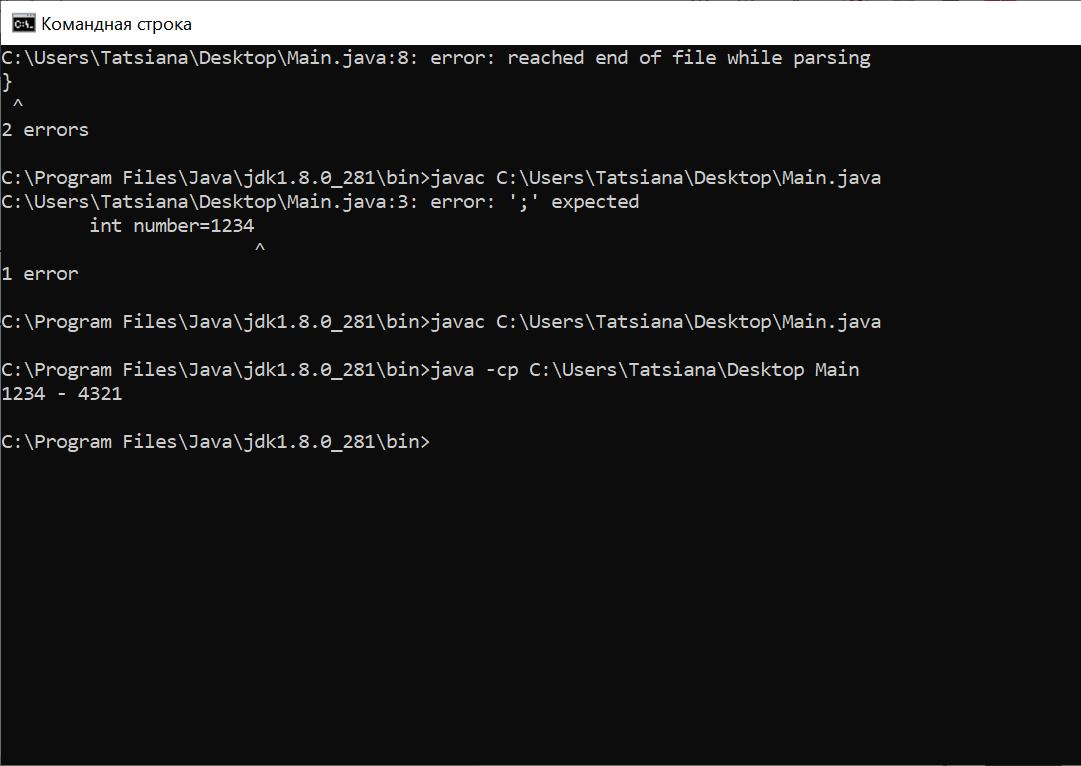 Командная строка
C:\Users\Tatsiana\Desktop\Main.java:8: error: reached end of file while parsing
}
 ^
2 errors
C:\Program Files\Java\jdk1.8.0_281\bin>javac C:\Users\Tatsiana\Desktop\Main.java
C:\Users\Tatsiana\Desktop\Main.java:3: error: ';' expected
        int number=1234
                       ^
1 error
C:\Program Files\Java\jdk1.8.0_281\bin>javac C:\Users\Tatsiana\Desktop\Main.java
C:\Program Files\Java\jdk1.8.0_281\bin>java -cp C:\Users\Tatsiana\Desktop Main
1234 - 4321
C:\Program Files\Java\jdk1.8.0_281\bin>